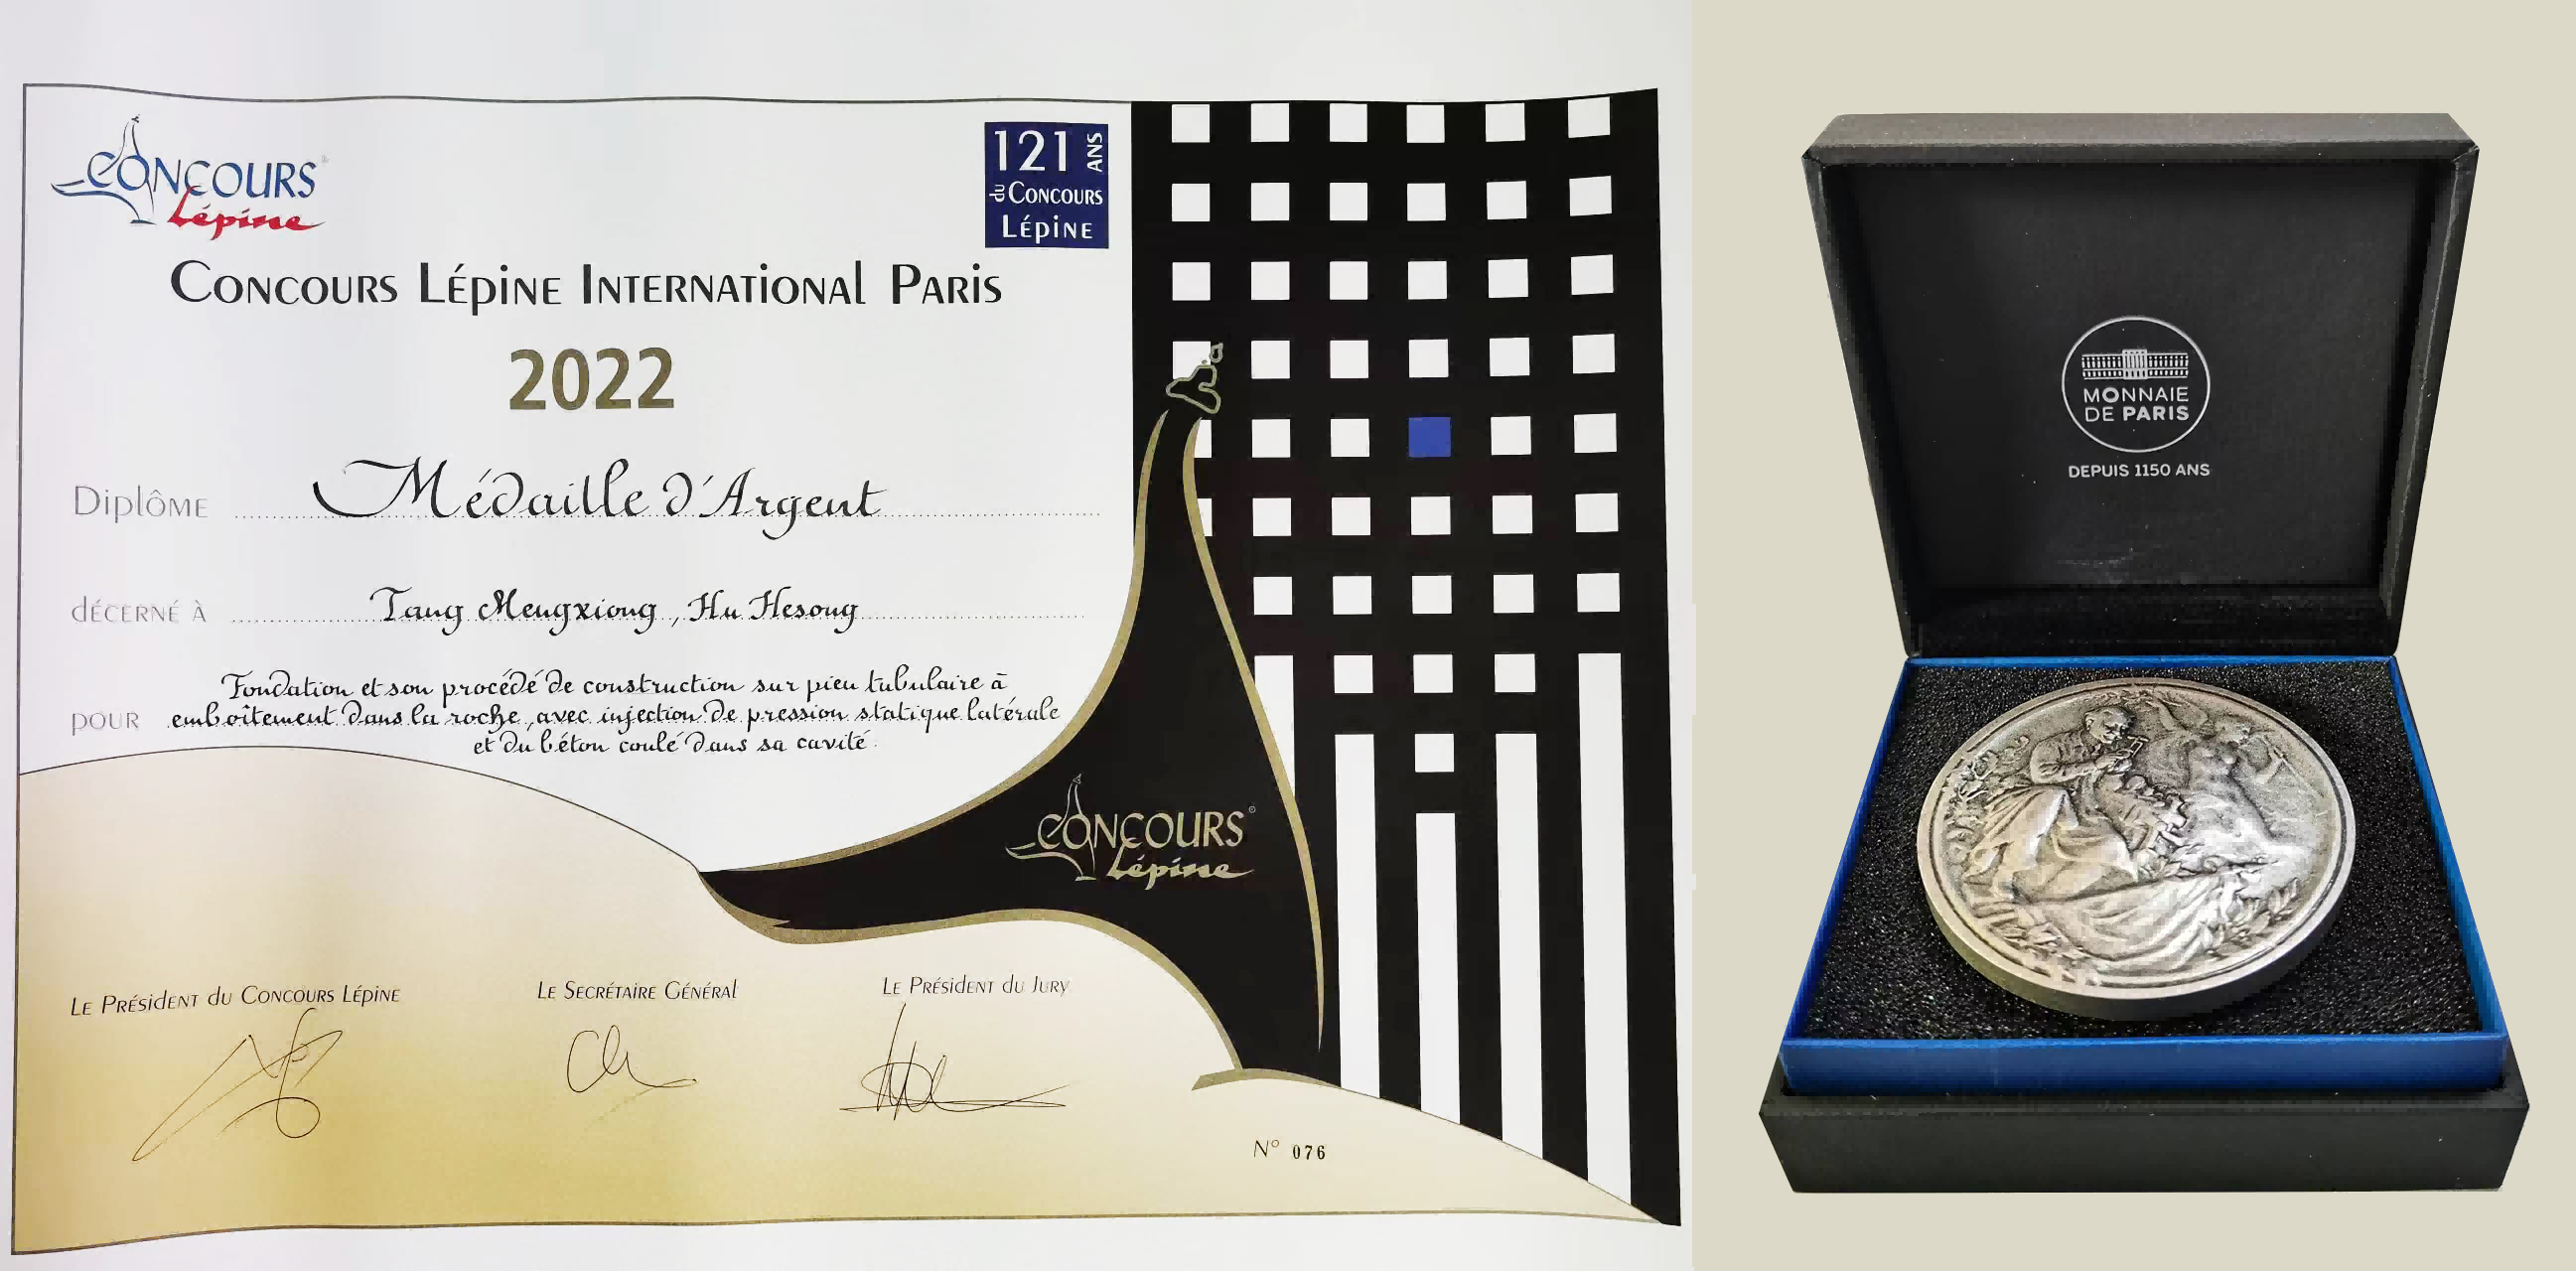 CONCOURS
Lépine
121 ANS
du CONCOURS
LÉPINE
CONCOURS LÉPINE INTERNATIONAL PARIS
2022
DIPLÔME Médaille d'Argent
DÉCERNÉ À Tang Mengxiong, Hu Hesong
Fondation et son procédé de construction sur pieu tubulaire à
POUR emboîtement dans la roche, avec injection de pression statique latérale
et du béton coulé dans sa cavité.
CONCOURS
Lépine
LE PRÉSIDENT DU CONCOURS LÉPINE
LE SECRÉTAIRE GÉNÉRAL
LE PRÉSIDENT DU JURY
N° 076
MONNAIE
DE PARIS
DEPUIS 1150 ANS